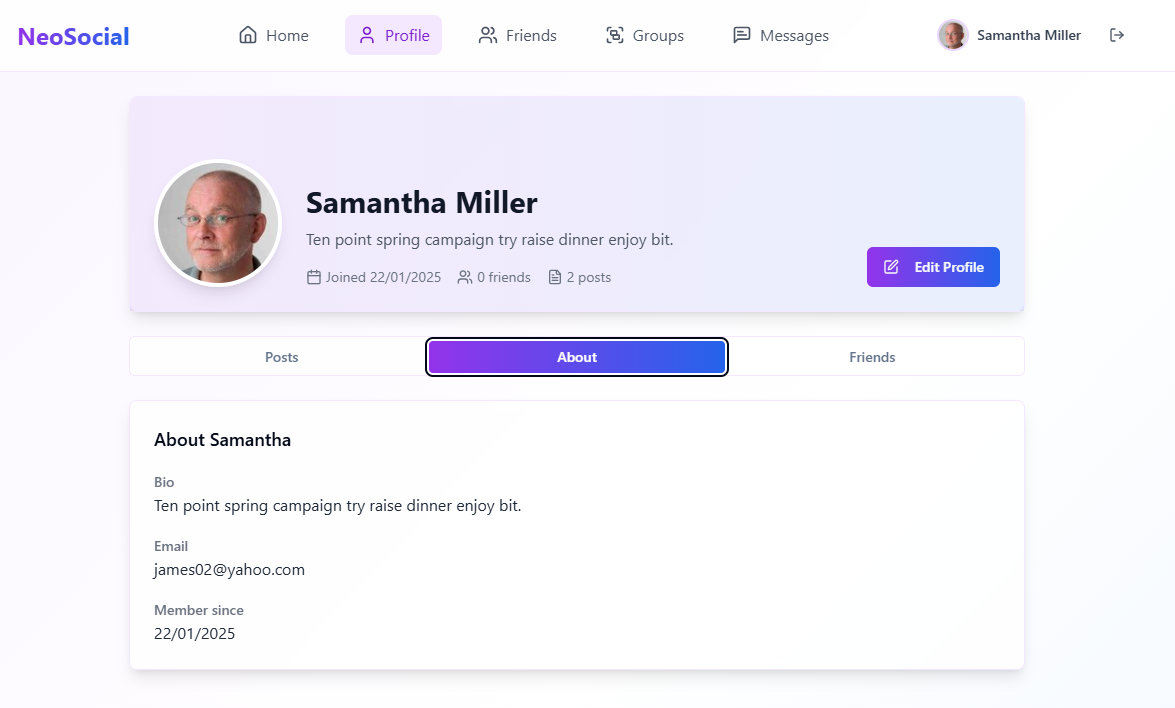 NeoSocial
Home
Profile
Friends
Groups
Messages
Samantha Miller
Samantha Miller
Ten point spring campaign try raise dinner enjoy bit.
Joined 22/01/2025
0 friends
2 posts
Edit Profile
Posts
About
Friends
About Samantha
Bio
Ten point spring campaign try raise dinner enjoy bit.
Email
james02@yahoo.com
Member since
22/01/2025